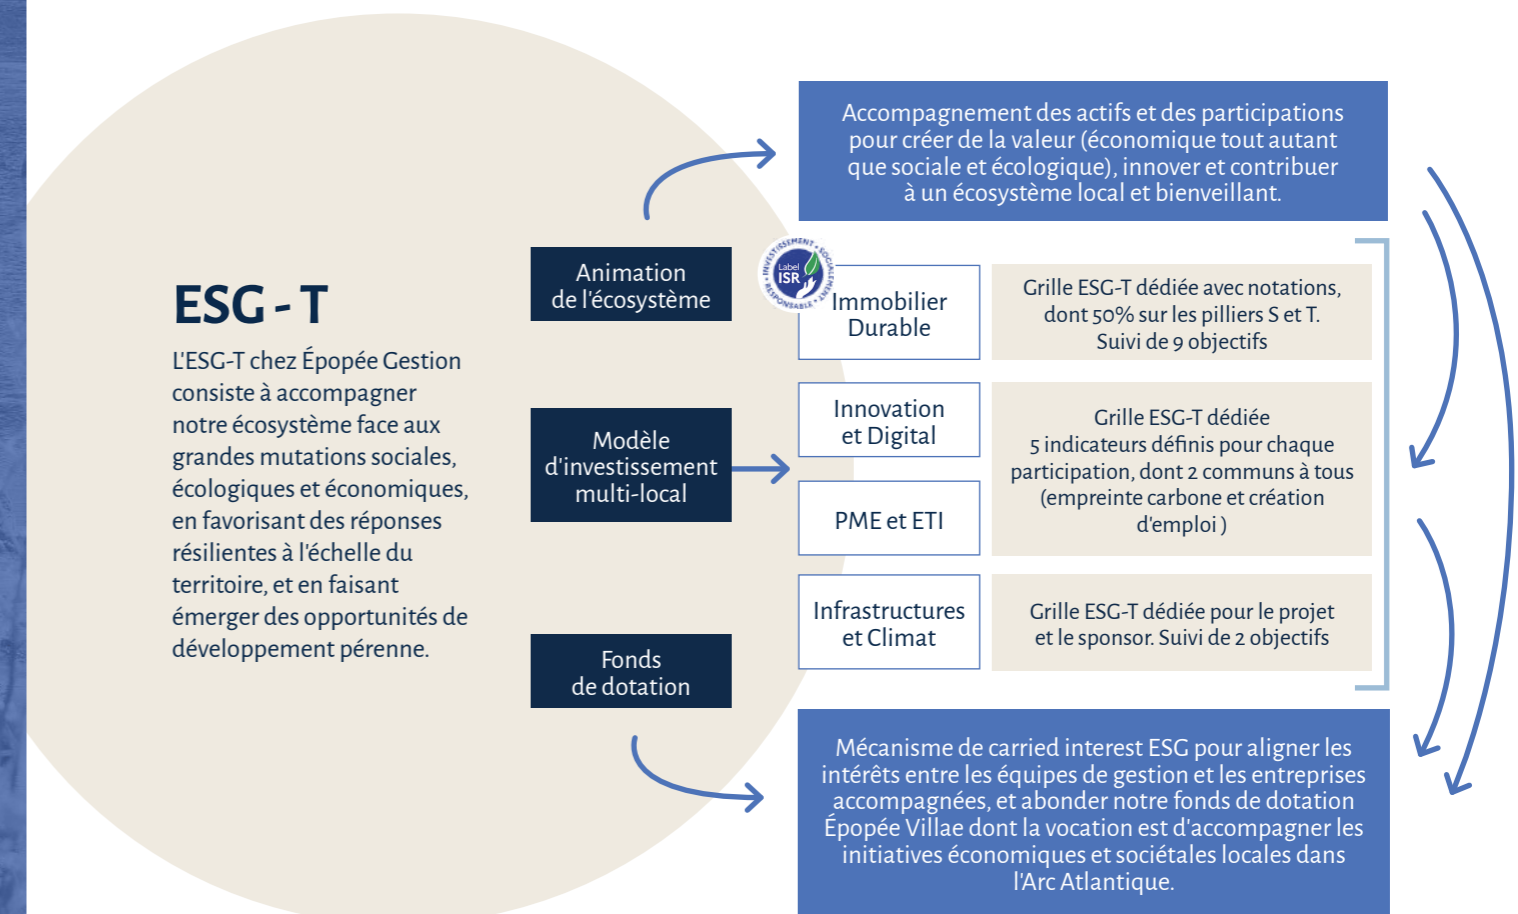 ESG - T
L'ESG-T chez Épopée Gestion
consiste à accompagner
notre écosystème face aux
grandes mutations sociales,
écologiques et économiques,
en favorisant des réponses
résilientes à l'échelle du
territoire, et en faisant
émerger des opportunités de
développement pérenne.
Animation
de l'écosystème
Accompagnement des actifs et des participations
pour créer de la valeur (économique tout autant
que sociale et écologique), innover et contribuer
à un écosystème local et bienveillant.
Modèle
d'investissement
multi-local
INVESTISSEMENT • SOCIALEMENT • RESPONSABLE •
Label
ISR
Immobilier
Durable
Grille ESG-T dédiée avec notations,
dont 50% sur les pilliers S et T.
Suivi de 9 objectifs
Innovation
et Digital
PME et ETI
Grille ESG-T dédiée
5 indicateurs définis pour chaque
participation, dont 2 communs à tous
(empreinte carbone et création
d'emploi )
Infrastructures
et Climat
Grille ESG-T dédiée pour le projet
et le sponsor. Suivi de 2 objectifs
Fonds
de dotation
Mécanisme de carried interest ESG pour aligner les
intérêts entre les équipes de gestion et les entreprises
accompagnées, et abonder notre fonds de dotation
Épopée Villae dont la vocation est d'accompagner les
initiatives économiques et sociétales locales dans
l'Arc Atlantique.